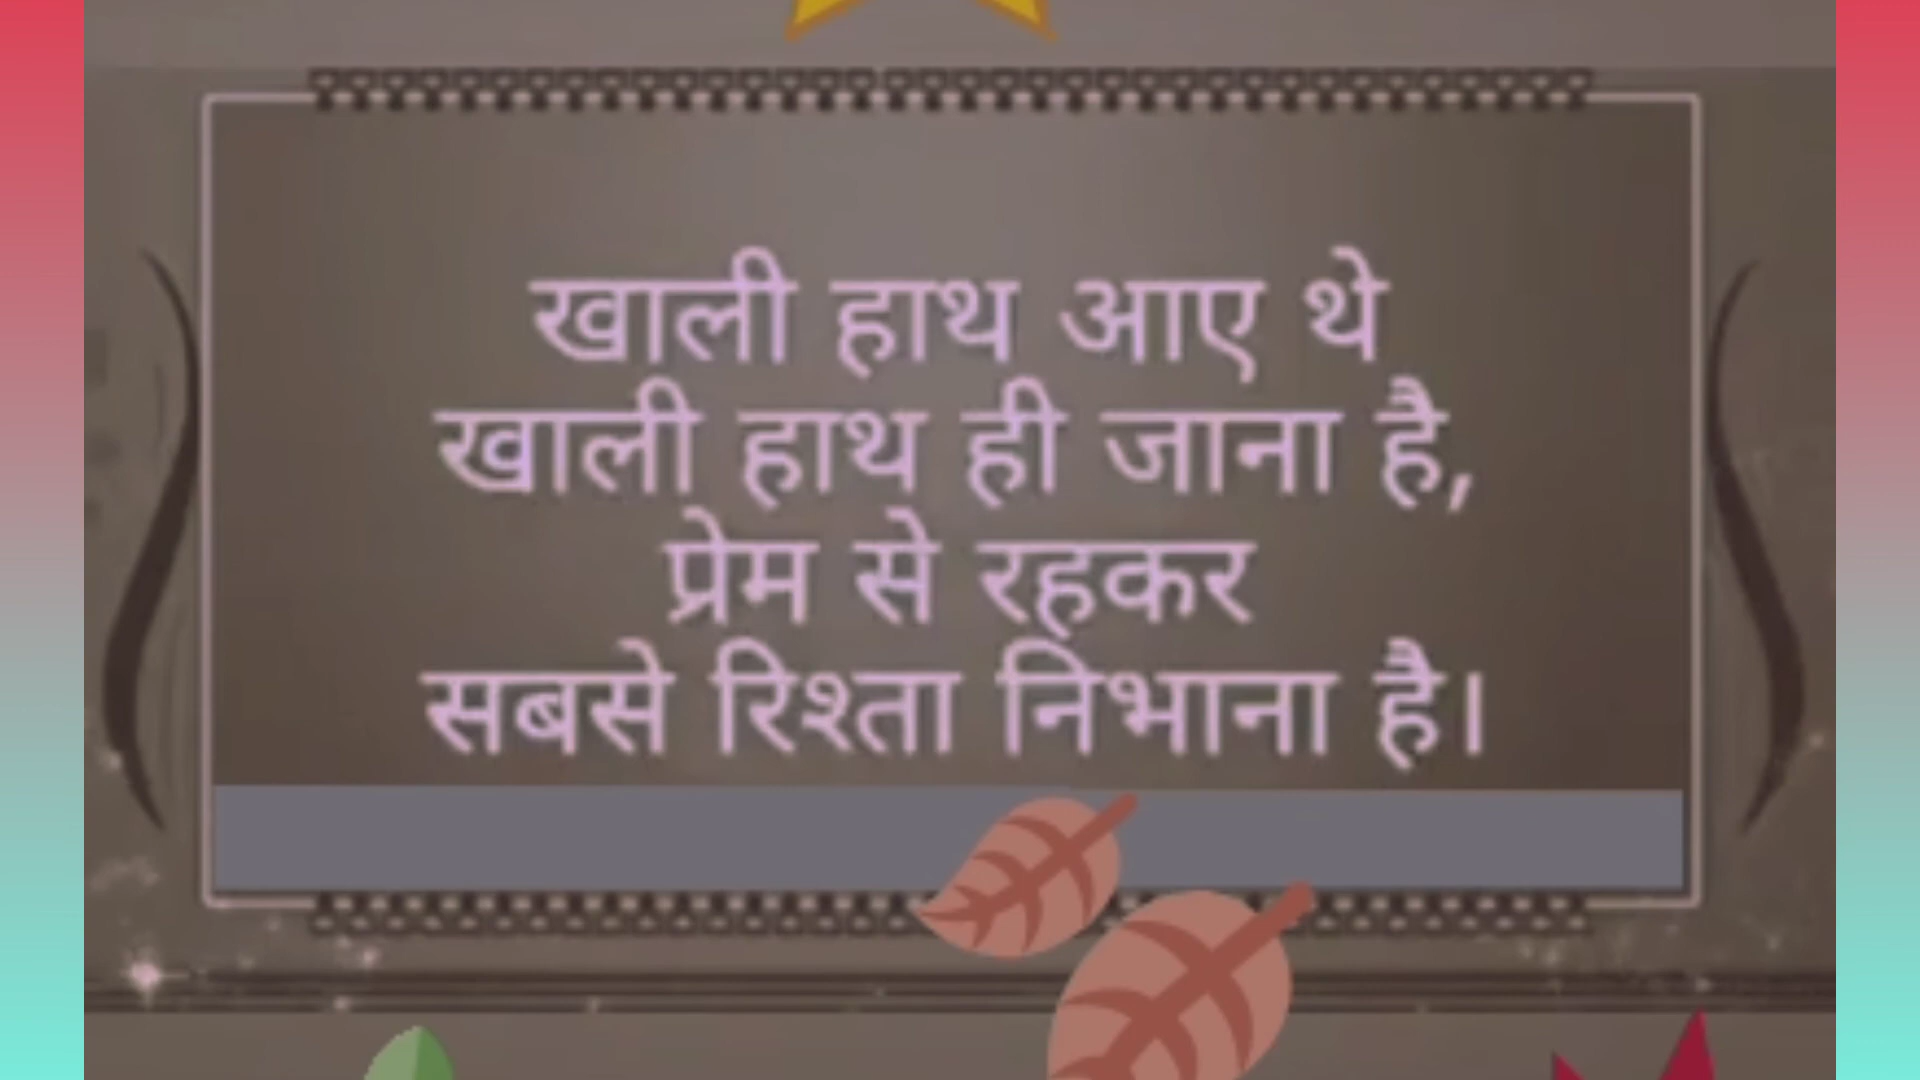 खाली हाथ आए थे
खाली हाथ ही जाना है,
प्रेम से रहकर
सबसे रिश्ता निभाना है।